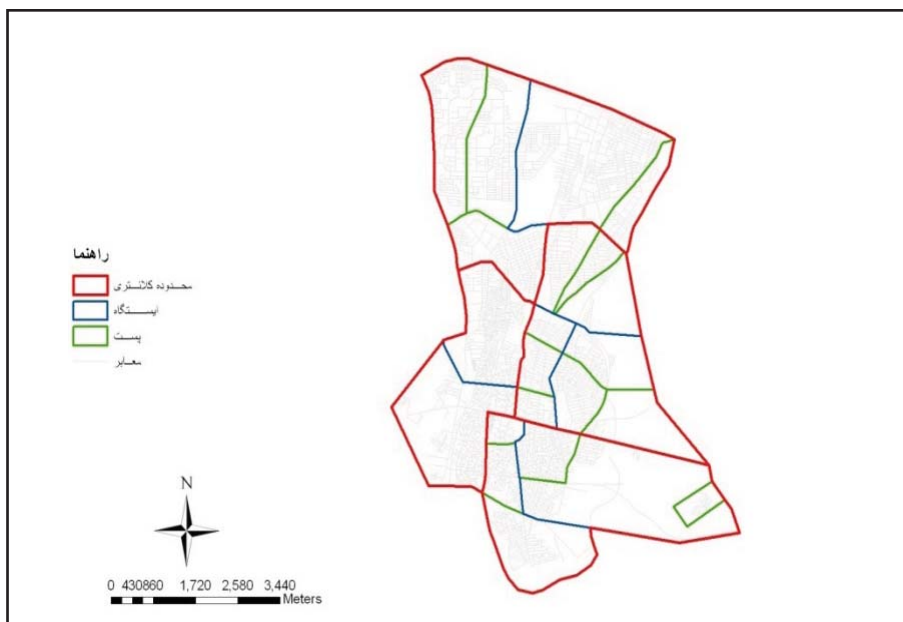 راهنما
محدوده کلانتری
ایستگاه
پست
معابر
N
0 430860 1,720 2,580 3,440
Meters